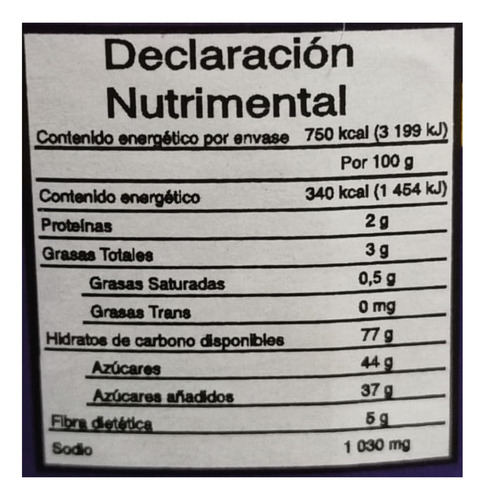 Declaración
Nutrimental
Contenido energético por envase 750 kcal (3 199 kJ)
Por 100 g
Contenido energético 340 kcal (1 454 kJ)
Proteínas 2 g
Grasas Totales 3 g
Grasas Saturadas 0,5 g
Grasas Trans 0 mg
Hidratos de carbono disponibles 77 g
Azúcares 44 g
Azúcares añadidos 37 g
Fibra dietética 5 g
Sodio 1 030 mg